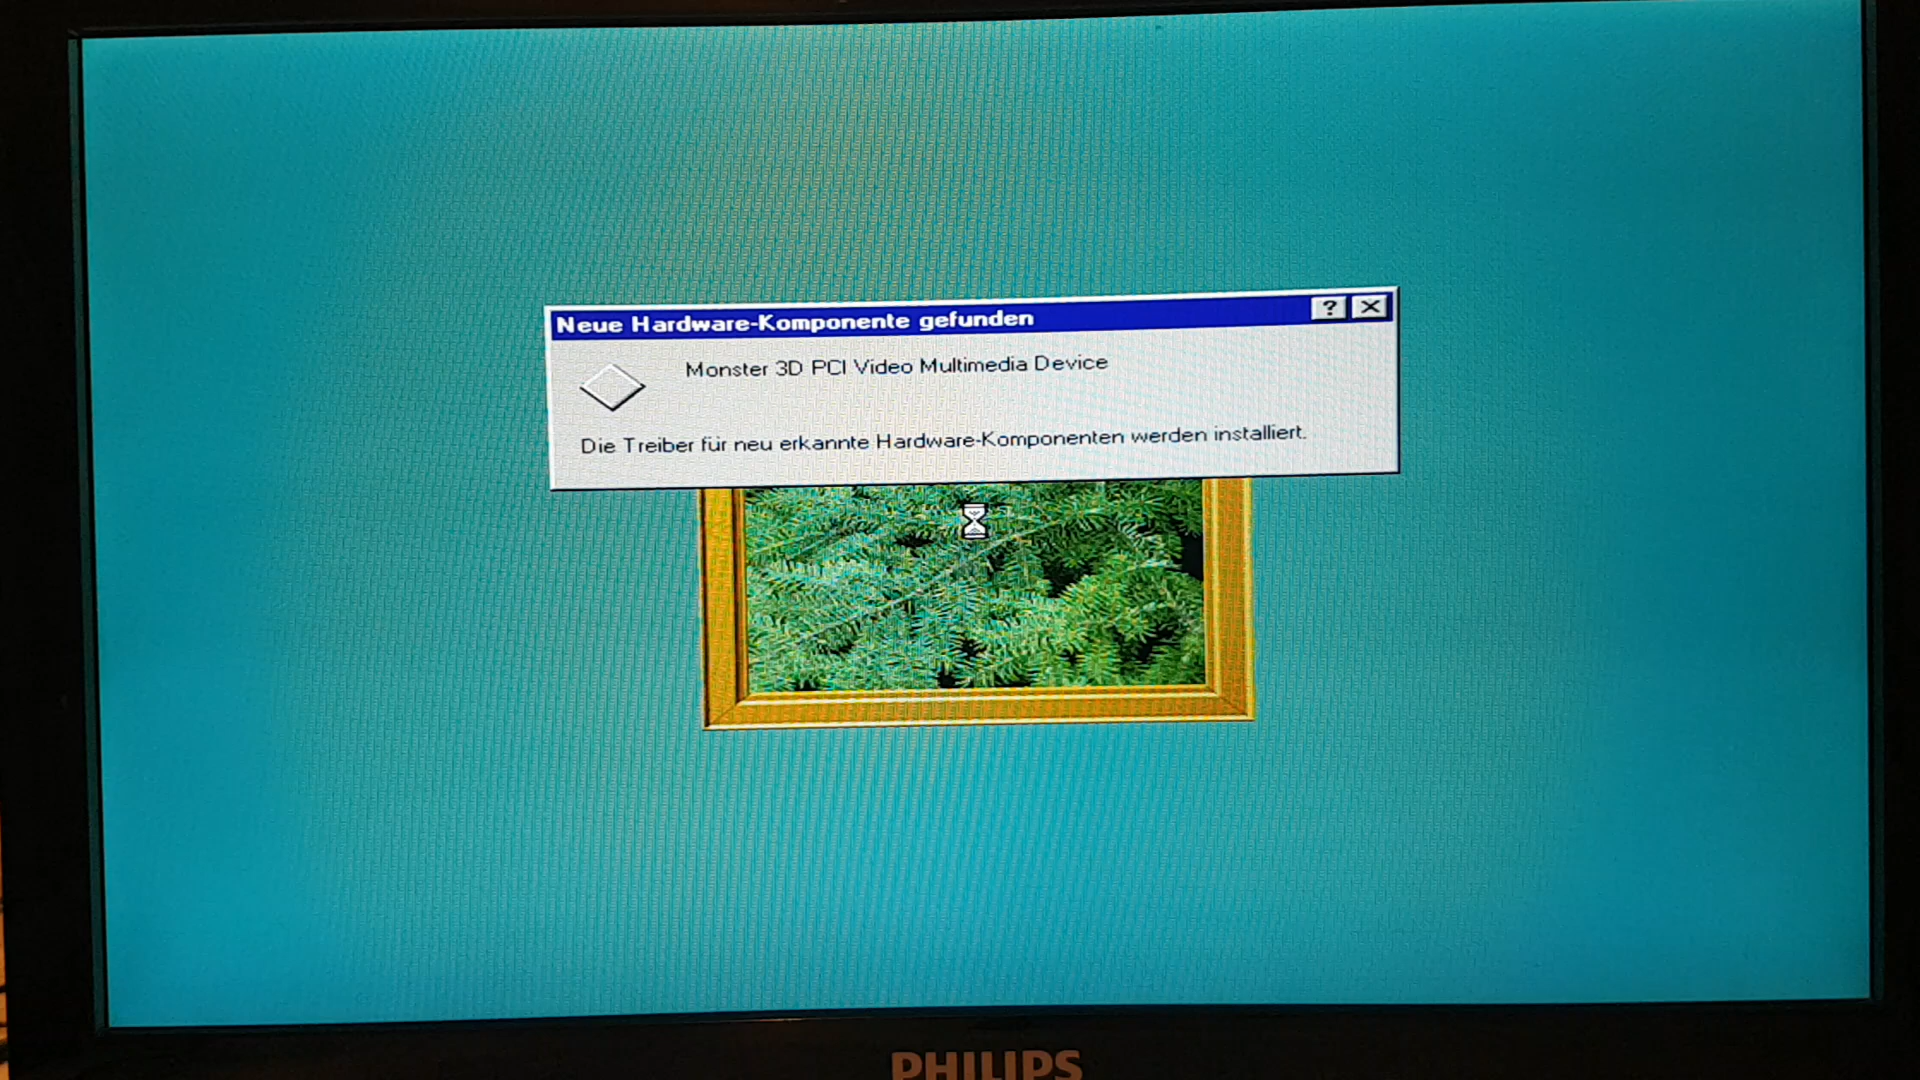 Neue Hardware-Komponente gefunden
Monster 3D PCI Video Multimedia Device
Die Treiber für neu erkannte Hardware-Komponenten werden installiert.
PHILIPS